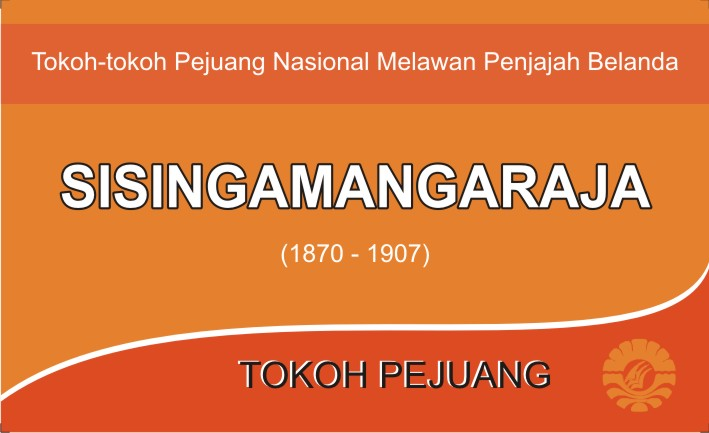 Tokoh-tokoh Pejuang Nasional Melawan Penjajah Belanda
SISINGAMANGARAJA
(1870 - 1907)
TOKOH PEJUANG